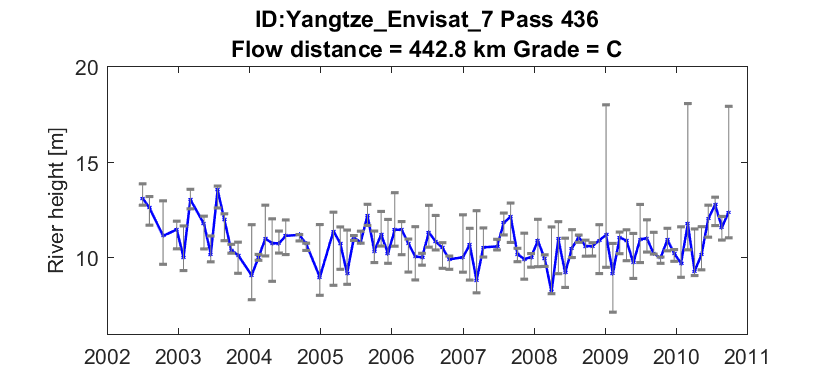 ID:Yangtze_Envisat_7 Pass 436
Flow distance = 442.8 km Grade = C
River height [m]
20
15
10
2002 2003 2004 2005 2006 2007 2008 2009 2010 2011